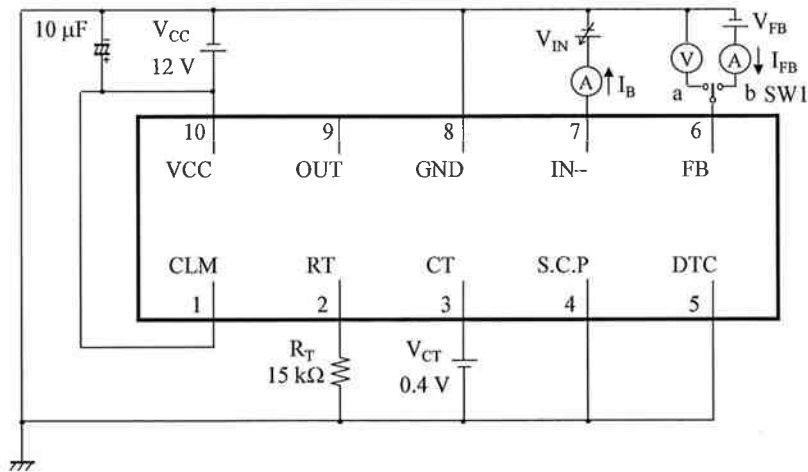 10 μF
V_CC
12 V
V_IN
A
I_B
V
V_FB
A
I_FB
a
b
SW1
10 9 8 7 6
VCC OUT GND IN-- FB
CLM RT CT S.C.P DTC
1 2 3 4 5
R_T
15 kΩ
V_CT
0.4 V